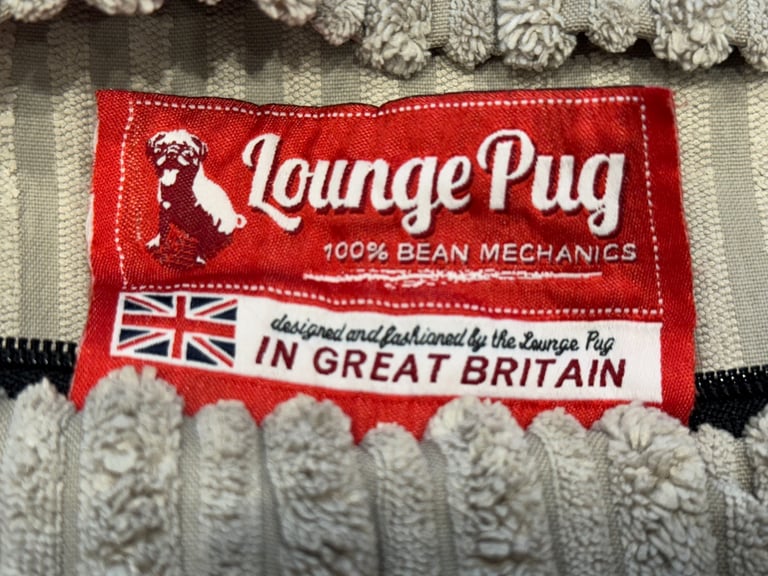 Lounge Pug
100% BEAN MECHANICS
designed and fashioned by the Lounge Pug
IN GREAT BRITAIN